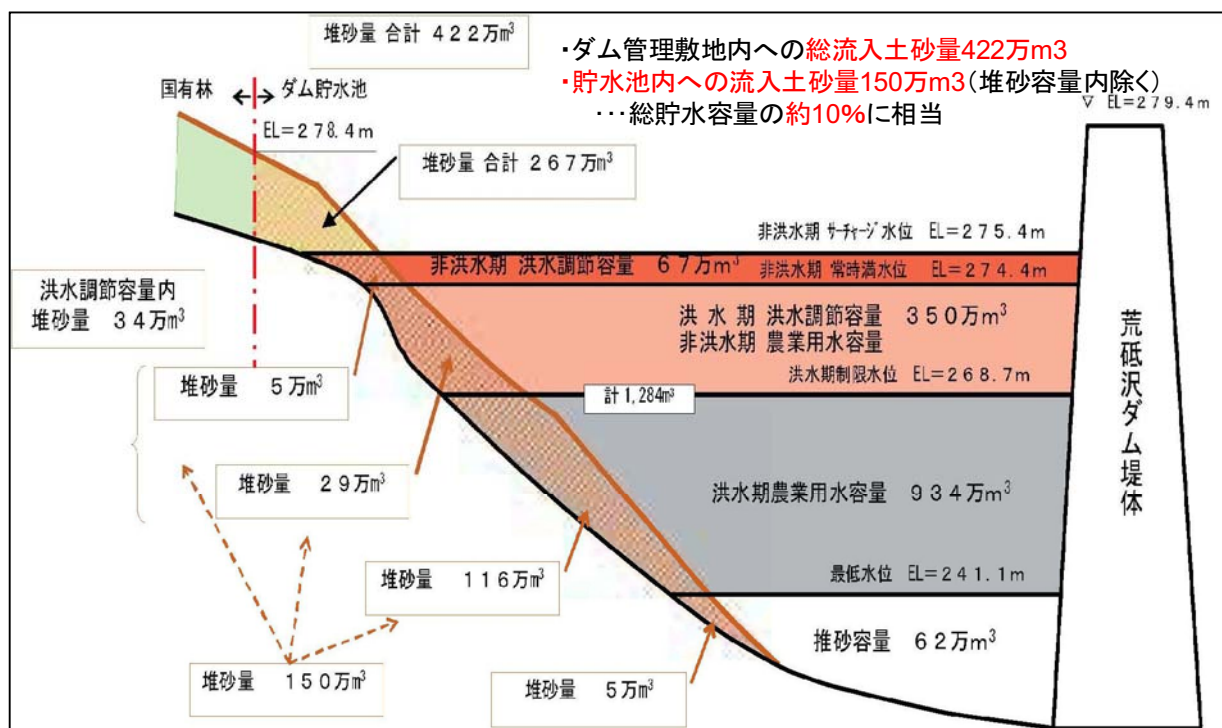 堆砂量 合計 422万m³
・ダム管理敷地内への総流入土砂量422万m3
・貯水池内への流入土砂量150万m3(堆砂容量内除く)
・・・総貯水容量の約10%に相当
国有林
ダム貯水池
EL=278.4m
▽ EL=279.4m
堆砂量 合計 267万m³
非洪水期 サーチャージ水位 EL=275.4m
非洪水期 洪水調節容量 67万m³
非洪水期 常時満水位 EL=274.4m
洪水調節容量内
堆砂量 34万m³
洪水期 洪水調節容量 350万m³
非洪水期 農業用水容量
洪水期制限水位 EL=268.7m
堆砂量 5万m³
計1,284m³
荒砥沢ダム堤体
堆砂量 29万m³
洪水期農業用水容量 934万m³
堆砂量 116万m³
最低水位 EL=241.1m
推砂容量 62万m³
堆砂量 150万m³
堆砂量 5万m³